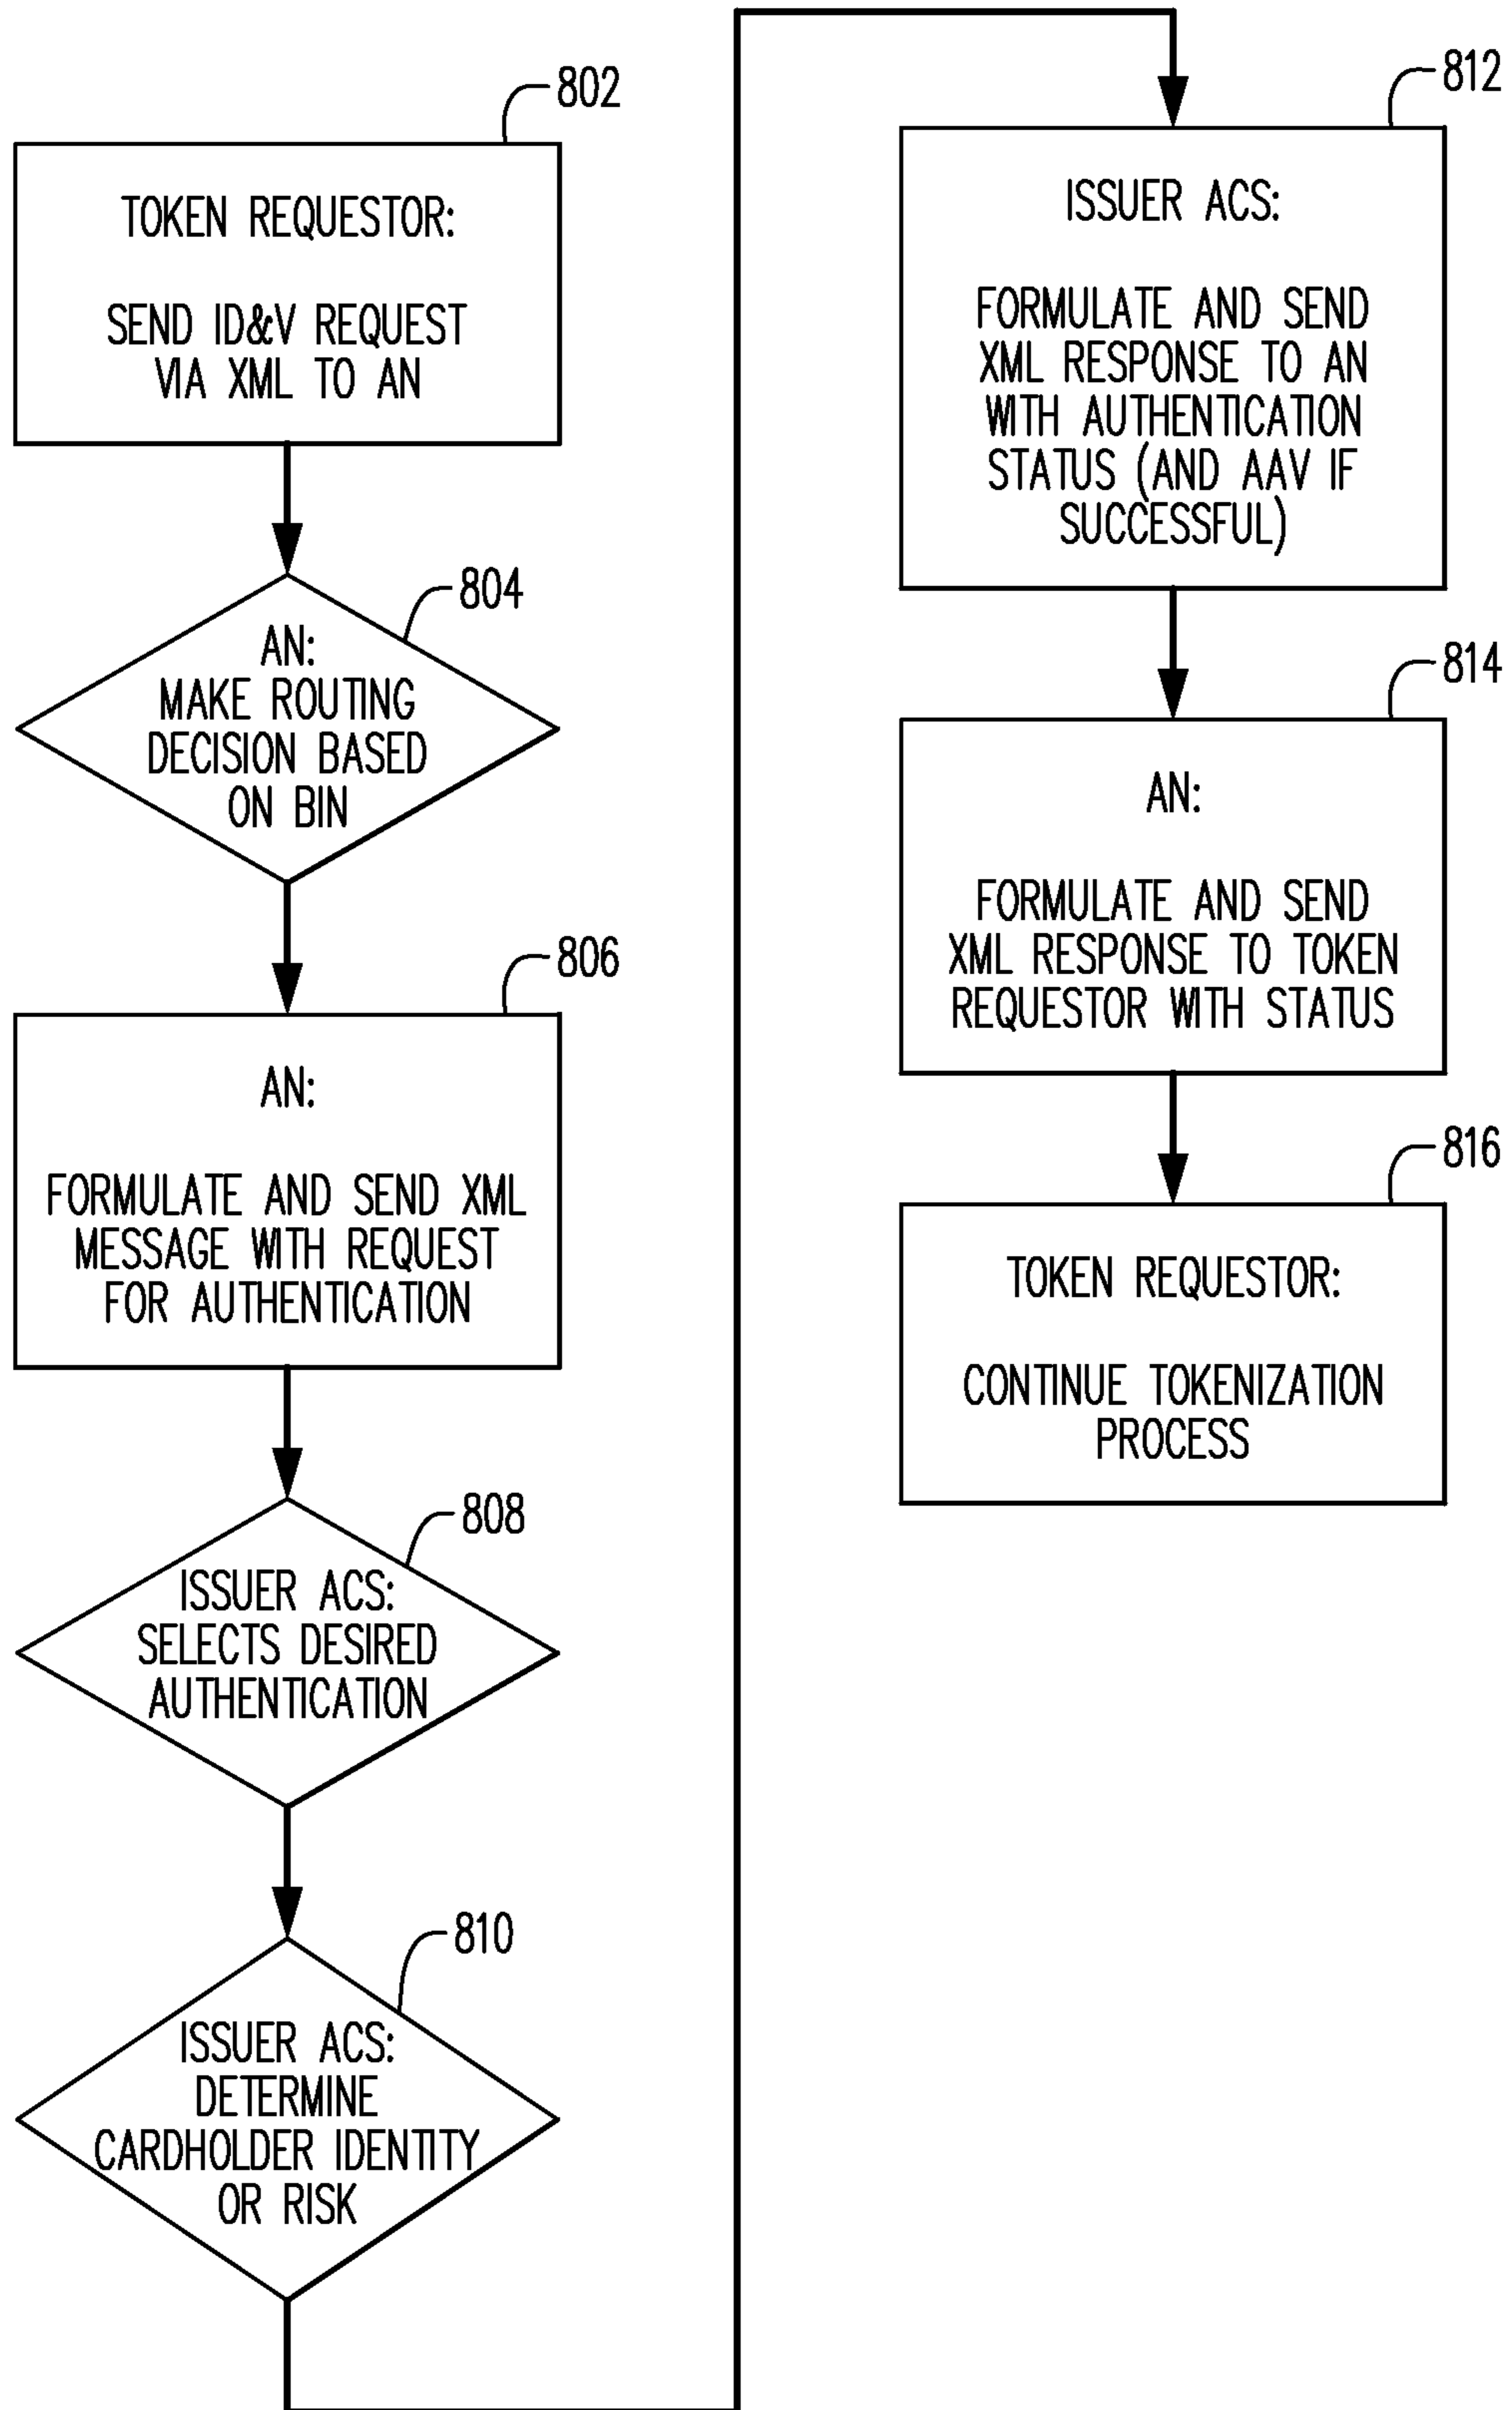 802
TOKEN REQUESTOR:
SEND ID&V REQUEST
VIA XML TO AN
804
AN:
MAKE ROUTING
DECISION BASED
ON BIN
806
AN:
FORMULATE AND SEND XML
MESSAGE WITH REQUEST
FOR AUTHENTICATION
808
ISSUER ACS:
SELECTS DESIRED
AUTHENTICATION
810
ISSUER ACS:
DETERMINE
CARDHOLDER IDENTITY
OR RISK
812
ISSUER ACS:
FORMULATE AND SEND
XML RESPONSE TO AN
WITH AUTHENTICATION
STATUS (AND AAV IF
SUCCESSFUL)
814
AN:
FORMULATE AND SEND
XML RESPONSE TO TOKEN
REQUESTOR WITH STATUS
816
TOKEN REQUESTOR:
CONTINUE TOKENIZATION
PROCESS